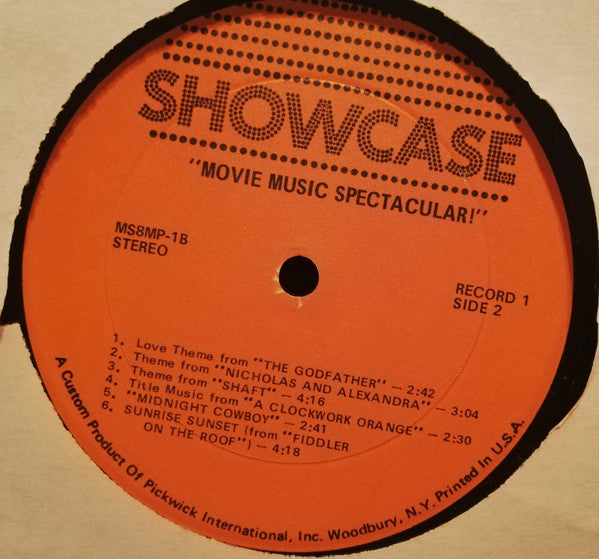 SHOWCASE
"MOVIE MUSIC SPECTACULAR!"
MS8MP-1B
STEREO
RECORD 1
SIDE 2
1. Love Theme from "THE GODFATHER" — 2:42
2. Theme from "NICHOLAS AND ALEXANDRA" — 3:04
3. Theme from "SHAFT" — 4:16
4. Title Music from "A CLOCKWORK ORANGE" — 2:30
5. "MIDNIGHT COWBOY" — 2:41
6. SUNRISE SUNSET (from "FIDDLER
ON THE ROOF") — 4:18
A Custom Product Of Pickwick International, Inc. Woodbury, N.Y. Printed In U.S.A.